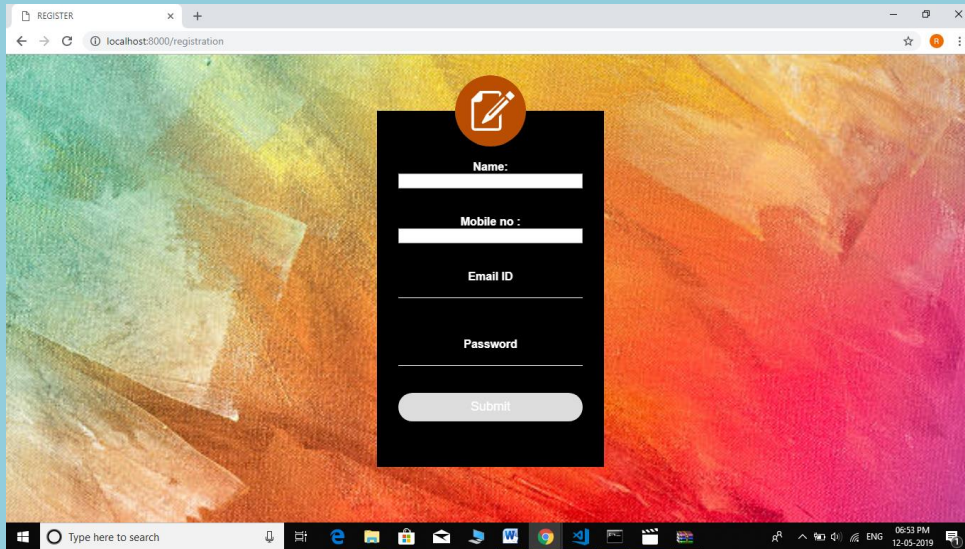 REGISTER
localhost:8000/registration
R
Name:
Mobile no :
Email ID
Password
Submit
Type here to search
W
ENG
06:53 PM
12-05-2019
1